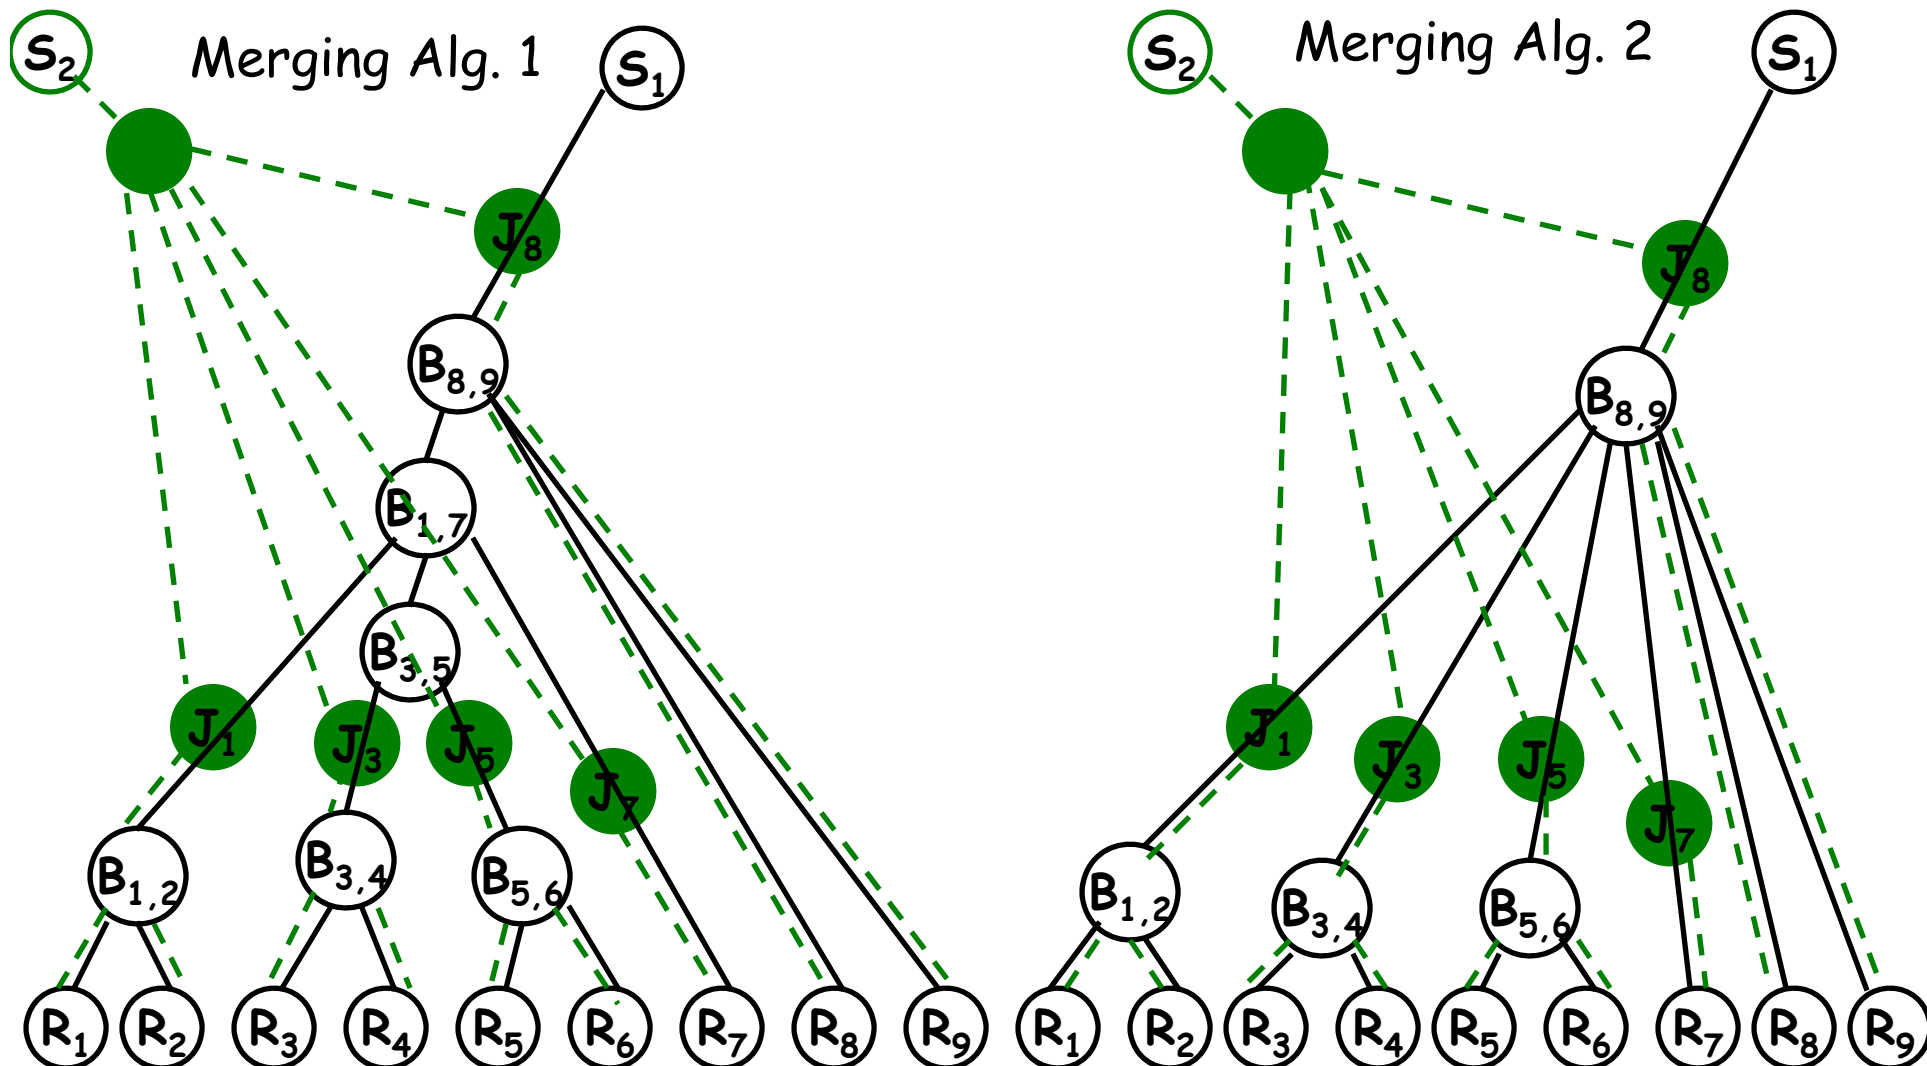 Merging Alg. 1
S2
S1
J8
B8,9
B1,7
B3,5
J1
J3
J5
J7
B1,2
B3,4
B5,6
R1
R2
R3
R4
R5
R6
R7
R8
R9
Merging Alg. 2
S2
S1
J8
B8,9
J1
J3
J5
J7
B1,2
B3,4
B5,6
R1
R2
R3
R4
R5
R6
R7
R8
R9